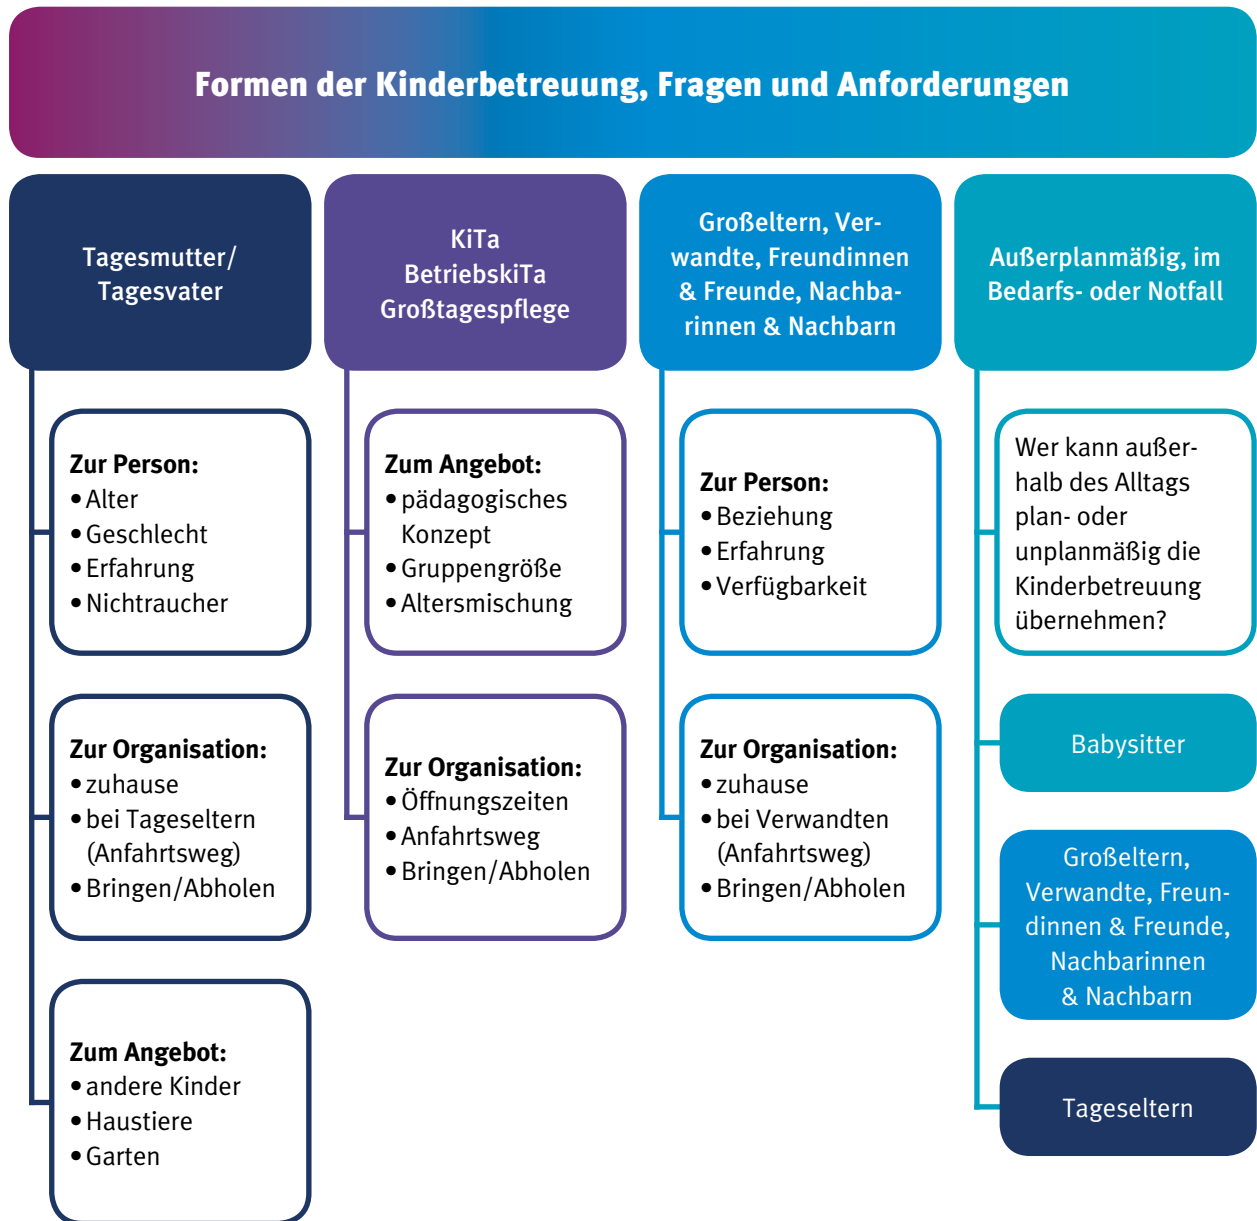 Formen der Kinderbetreuung, Fragen und Anforderungen
Tagesmutter/
Tagesvater
Zur Person:
• Alter
• Geschlecht
• Erfahrung
• Nichtraucher
Zur Organisation:
• zuhause
• bei Tageseltern
(Anfahrtsweg)
• Bringen/Abholen
Zum Angebot:
• andere Kinder
• Haustiere
• Garten
KiTa
BetriebskiTa
Großtagespflege
Zum Angebot:
• pädagogisches
Konzept
• Gruppengröße
• Altersmischung
Zur Organisation:
• Öffnungszeiten
• Anfahrtsweg
• Bringen/Abholen
Großeltern, Ver-
wandte, Freundinnen
& Freunde, Nachba-
rinnen & Nachbarn
Zur Person:
• Beziehung
• Erfahrung
• Verfügbarkeit
Zur Organisation:
• zuhause
• bei Verwandten
(Anfahrtsweg)
• Bringen/Abholen
Außerplanmäßig, im
Bedarfs- oder Notfall
Wer kann außer-
halb des Alltags
plan- oder
unplanmäßig die
Kinderbetreuung
übernehmen?
Babysitter
Großeltern,
Verwandte, Freun-
dinnen & Freunde,
Nachbarinnen
& Nachbarn
Tageseltern